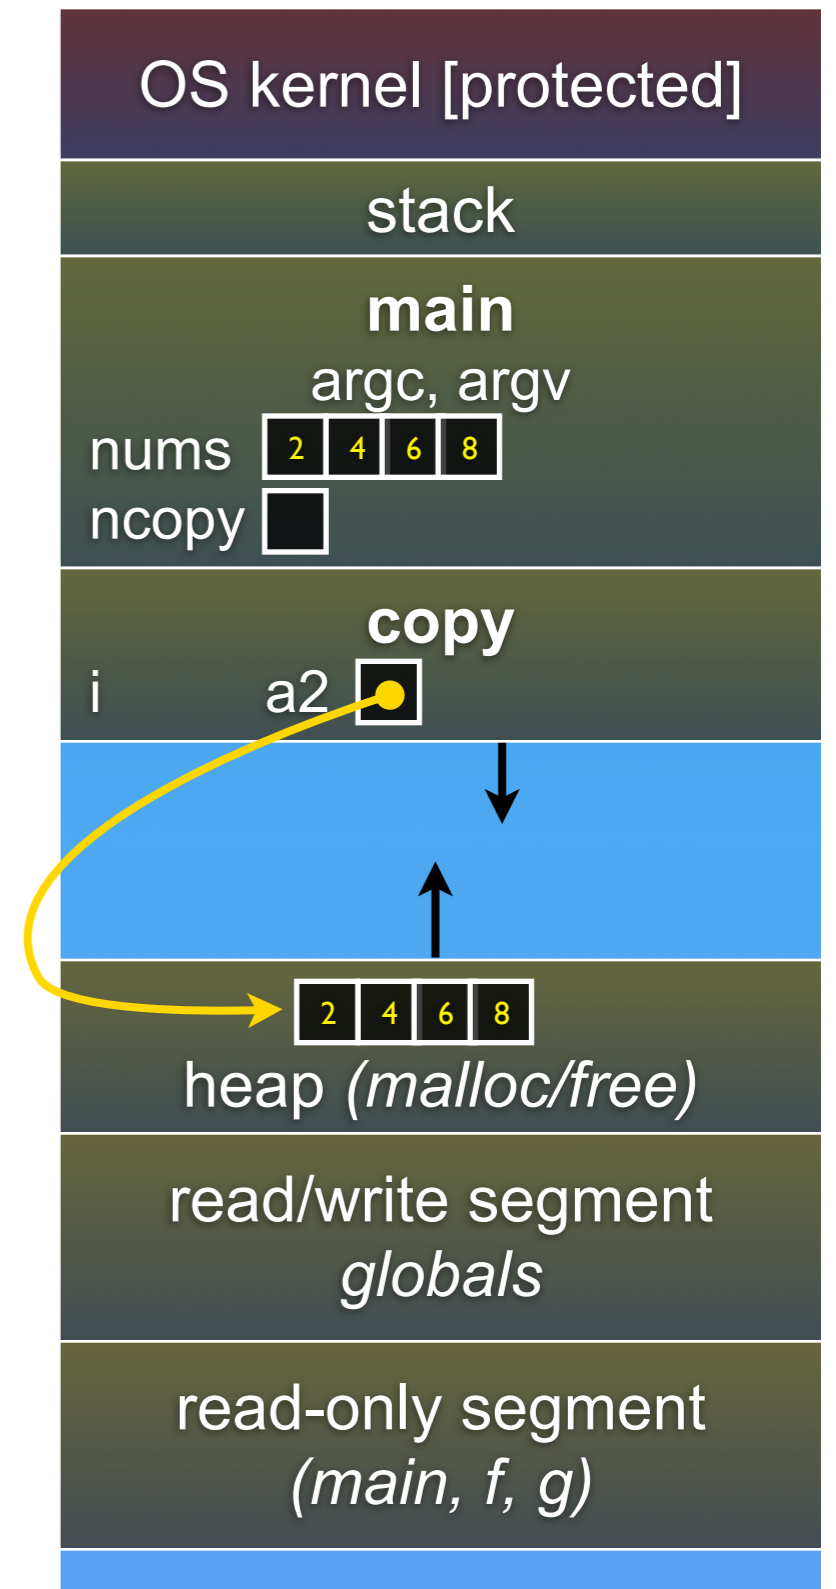 OS kernel [protected]
stack
main
argc, argv
nums 2 4 6 8
ncopy
copy
i a2
2 4 6 8
heap (malloc/free)
read/write segment
globals
read-only segment
(main, f, g)